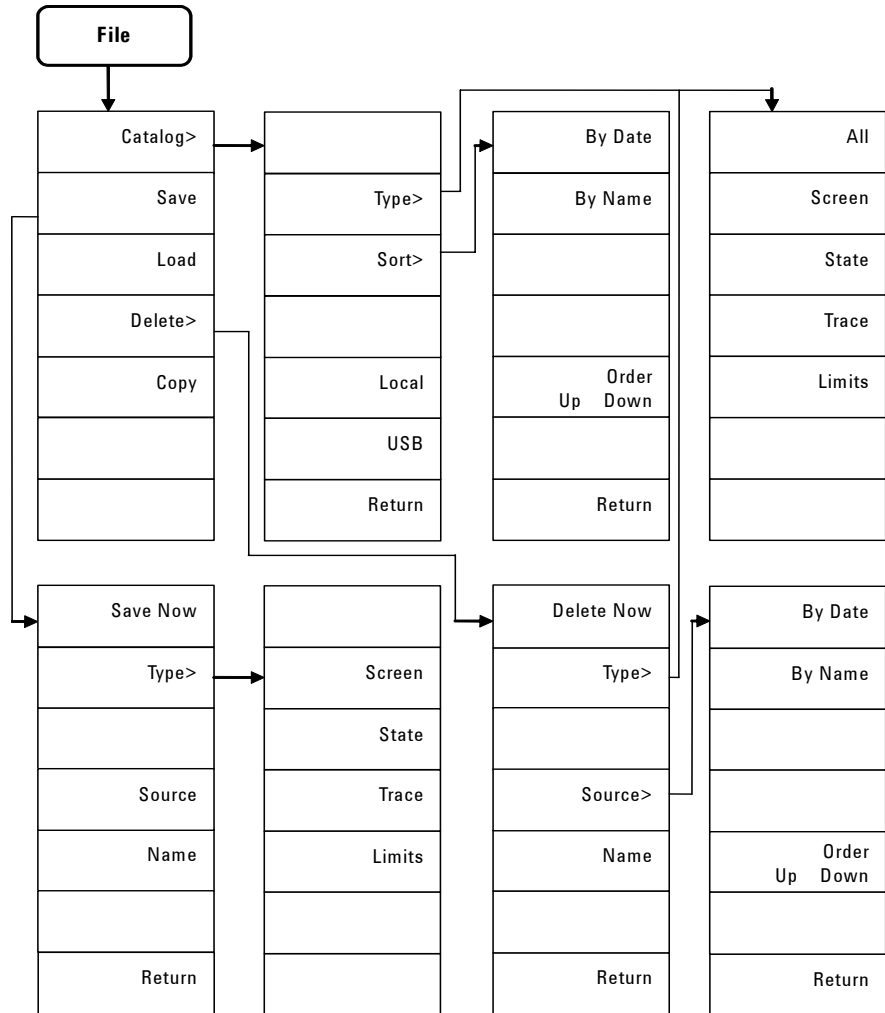 File
Catalog>
Save
Load
Delete>
Copy
Type>
Sort>
Local
USB
Return
By Date
By Name
Order
Up Down
Return
All
Screen
State
Trace
Limits
Save Now
Type>
Source
Name
Return
Screen
State
Trace
Limits
Delete Now
Type>
Source>
Name
Return
By Date
By Name
Order
Up Down
Return